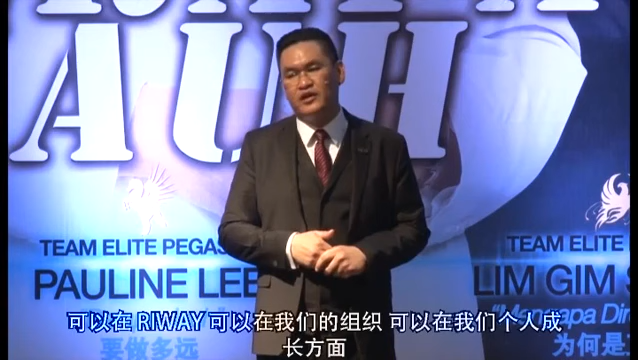 AUH
TEAM ELITE PEGAS
TEAM ELITE
PAULINE LEE
LIM GIM S
"Mengapa Dir
要做多远
为何是
可以在 RIWAY 可以在我们的组织 可以在我们个人成
长方面